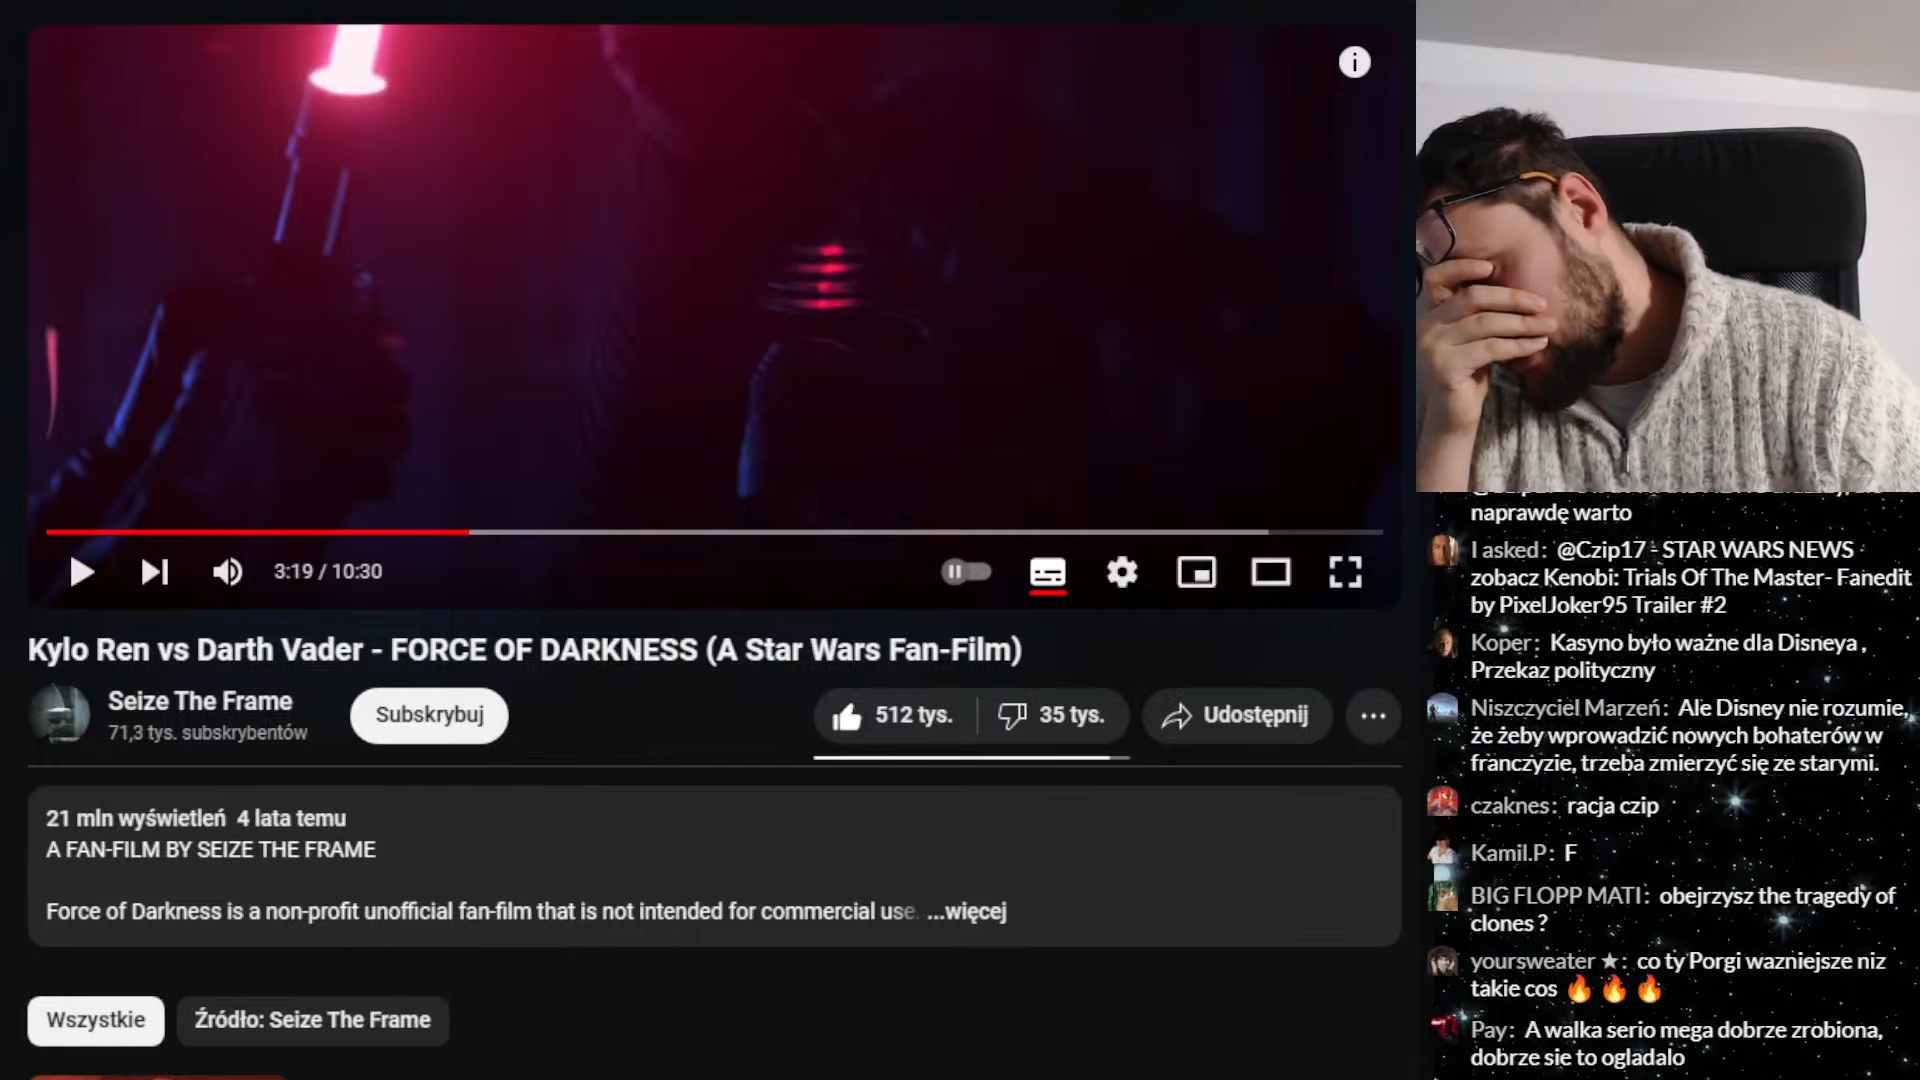 3:19 / 10:30
Kylo Ren vs Darth Vader - FORCE OF DARKNESS (A Star Wars Fan-Film)
Seize The Frame
71,3 tys. subskrybentów
Subskrybuj
512 tys.
35 tys.
Udostępnij
21 mln wyświetleń 4 lata temu
A FAN-FILM BY SEIZE THE FRAME
Force of Darkness is a non-profit unofficial fan-film that is not intended for commercial use. ...więcej
Wszystkie
Źródło: Seize The Frame
naprawdę warto
I asked: @Czip17 - STAR WARS NEWS
zobacz Kenobi: Trials Of The Master- Fanedit
by PixelJoker95 Trailer #2
Koper: Kasyno było ważne dla Disneya ,
Przekaz polityczny
Niszczyciel Marzeń: Ale Disney nie rozumie,
że żeby wprowadzić nowych bohaterów w
franczyzie, trzeba zmierzyć się ze starymi.
czaknes: racja czip
Kamil.P: F
BIG FLOPP MATI: obejrzysz the tragedy of
clones ?
yoursweater ★: co ty Porgi wazniejsze niz
takie cos 🔥 🔥 🔥
Pay: A walka serio mega dobrze zrobiona,
dobrze sie to ogladalo